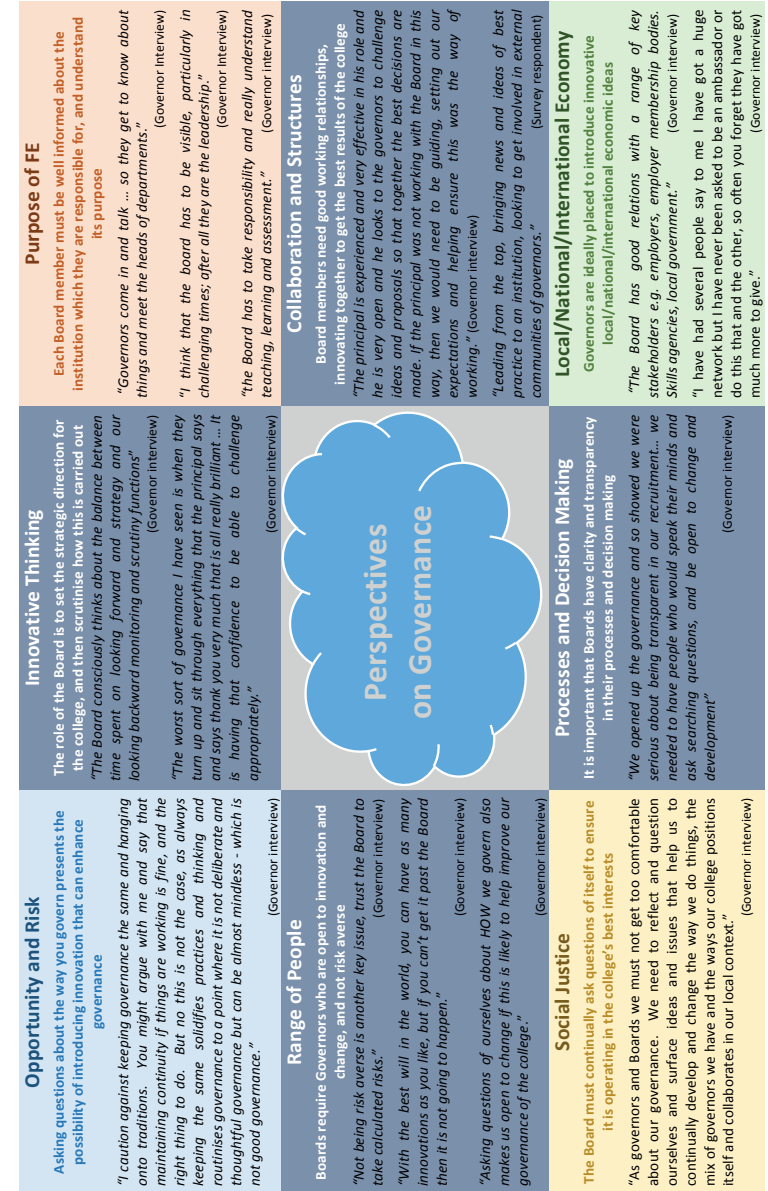 Opportunity and Risk
Asking questions about the way you govern presents the
possibility of introducing innovation that can enhance
governance
“I caution against keeping governance the same and hanging
onto traditions. You might argue with me and say that
maintaining continuity if things are working is fine, and the
right thing to do. But no this is not the case, as always
keeping the same solidifies practices and thinking and
routinises governance to a point where it is not deliberate and
thoughtful governance but can be almost mindless - which is
not good governance.”
(Governor interview)
Innovative Thinking
The role of the Board is to set the strategic direction for
the college, and then scrutinise how this is carried out
“The Board consciously thinks about the balance between
time spent on looking forward and strategy and our
looking backward monitoring and scrutiny functions”
(Governor interview)
“The worst sort of governance I have seen is when they
turn up and sit through everything that the principal says
and says thank you very much that is all really brilliant ... It
is having that confidence to be able to challenge
appropriately.”
(Governor interview)
Purpose of FE
Each Board member must be well informed about the
institution which they are responsible for, and understand
its purpose
“Governors come in and talk ... so they get to know about
things and meet the heads of departments.”
(Governor Interview)
“I think that the board has to be visible, particularly in
challenging times; after all they are the leadership.”
(Governor interview)
“the Board has to take responsibility and really understand
teaching, learning and assessment.”
(Governor interview)
Range of People
Boards require Governors who are open to innovation and
change, and not risk averse
“Not being risk averse is another key issue, trust the Board to
take calculated risks.”
(Governor interview)
“With the best will in the world, you can have as many
innovations as you like, but if you can’t get it past the Board
then it is not going to happen.”
(Governor interview)
“Asking questions of ourselves about HOW we govern also
makes us open to change if this is likely to help improve our
governance of the college.”
(Governor interview)
Perspectives
on Governance
Collaboration and Structures
Board members need good working relationships,
innovating together to get the best results of the college
“The principal is experienced and very effective in his role and
he is very open and he looks to the governors to challenge
ideas and proposals so that together the best decisions are
made. If the principal was not working with the Board in this
way, then we would need to be guiding, setting out our
expectations and helping ensure this was the way of
working.” (Governor interview)
“Leading from the top, bringing news and ideas of best
practice to an institution, looking to get involved in external
communities of governors.”
(Survey respondent)
Social Justice
The Board must continually ask questions of itself to ensure
it is operating in the college’s best interests
“As governors and Boards we must not get too comfortable
about our governance. We need to reflect and question
ourselves and surface ideas and issues that help us to
continually develop and change the way we do things, the
mix of governors we have and the ways our college positions
itself and collaborates in our local context.”
(Governor interview)
Processes and Decision Making
It is important that Boards have clarity and transparency
in their processes and decision making
“We opened up the governance and so showed we were
serious about being transparent in our recruitment... we
needed to have people who would speak their minds and
ask searching questions, and be open to change and
development”
(Governor interview)
Local/National/International Economy
Governors are ideally placed to introduce innovative
local/national/international economic ideas
“The Board has good relations with a range of key
stakeholders e.g. employers, employer membership bodies.
Skills agencies, local government.”
(Governor interview)
“I have had several people say to me I have got a huge
network but I have never been asked to be an ambassador or
do this that and the other, so often you forget they have got
much more to give.”
(Governor interview)